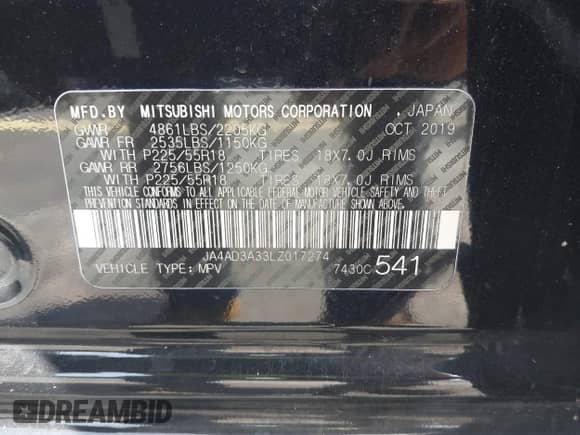 MFD.BY MITSUBISHI MOTORS CORPORATION , JAPAN
GVWR 4861LBS/2205KG OCT 2019
GAWR FR 2535LBS/1150KG
WITH P225/55R18 TIRES 18X7.0J RIMS
GAWR RR 2756LBS/1250KG
WITH P225/55R18 TIRES 18X7.0J RIMS
THIS VEHICLE CONFORMS TO ALL APPLICABLE FEDERAL MOTOR VEHICLE SAFETY AND THEFT
PREVENTION STANDARDS IN EFFECT ON THE DATE OF MANUFACTURE SHOWN ABOVE.
JA4AD3A33LZ017274
VEHICLE TYPE: MPV 7430C 541
DREAMBID